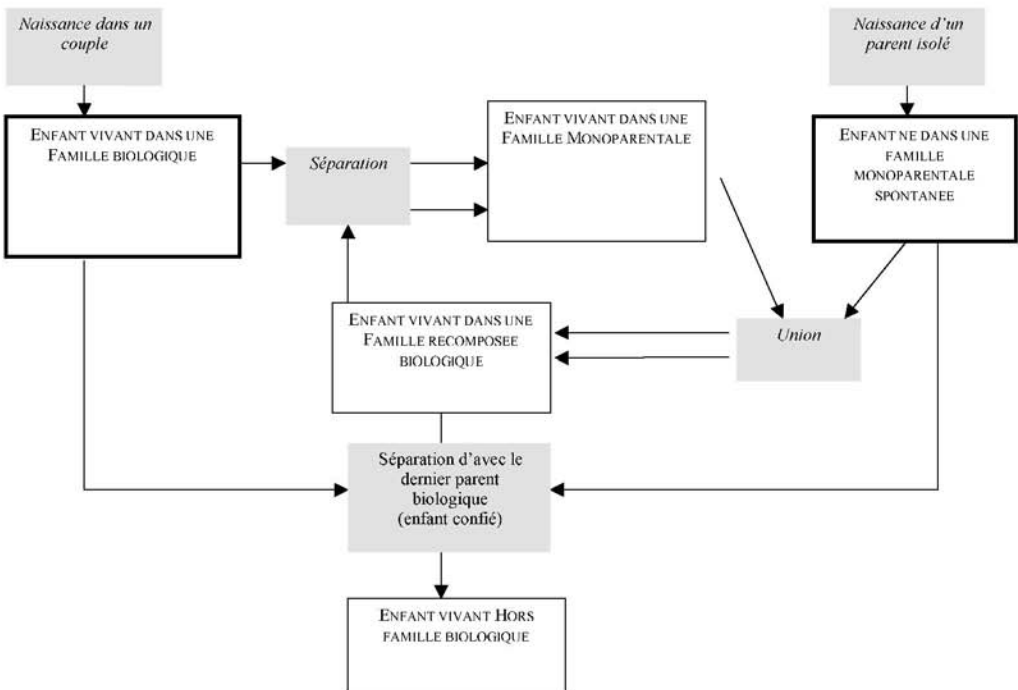 Naissance dans un
couple
Naissance d'un
parent isolé
ENFANT VIVANT DANS UNE
FAMILLE BIOLOGIQUE
Séparation
ENFANT VIVANT DANS UNE
FAMILLE MONOPARENTALE
ENFANT NE DANS UNE
FAMILLE
MONOPARENTALE
SPONTANEE
ENFANT VIVANT DANS UNE
FAMILLE RECOMPOSEE
BIOLOGIQUE
Union
Séparation d'avec le
dernier parent
biologique
(enfant confié)
ENFANT VIVANT HORS
FAMILLE BIOLOGIQUE